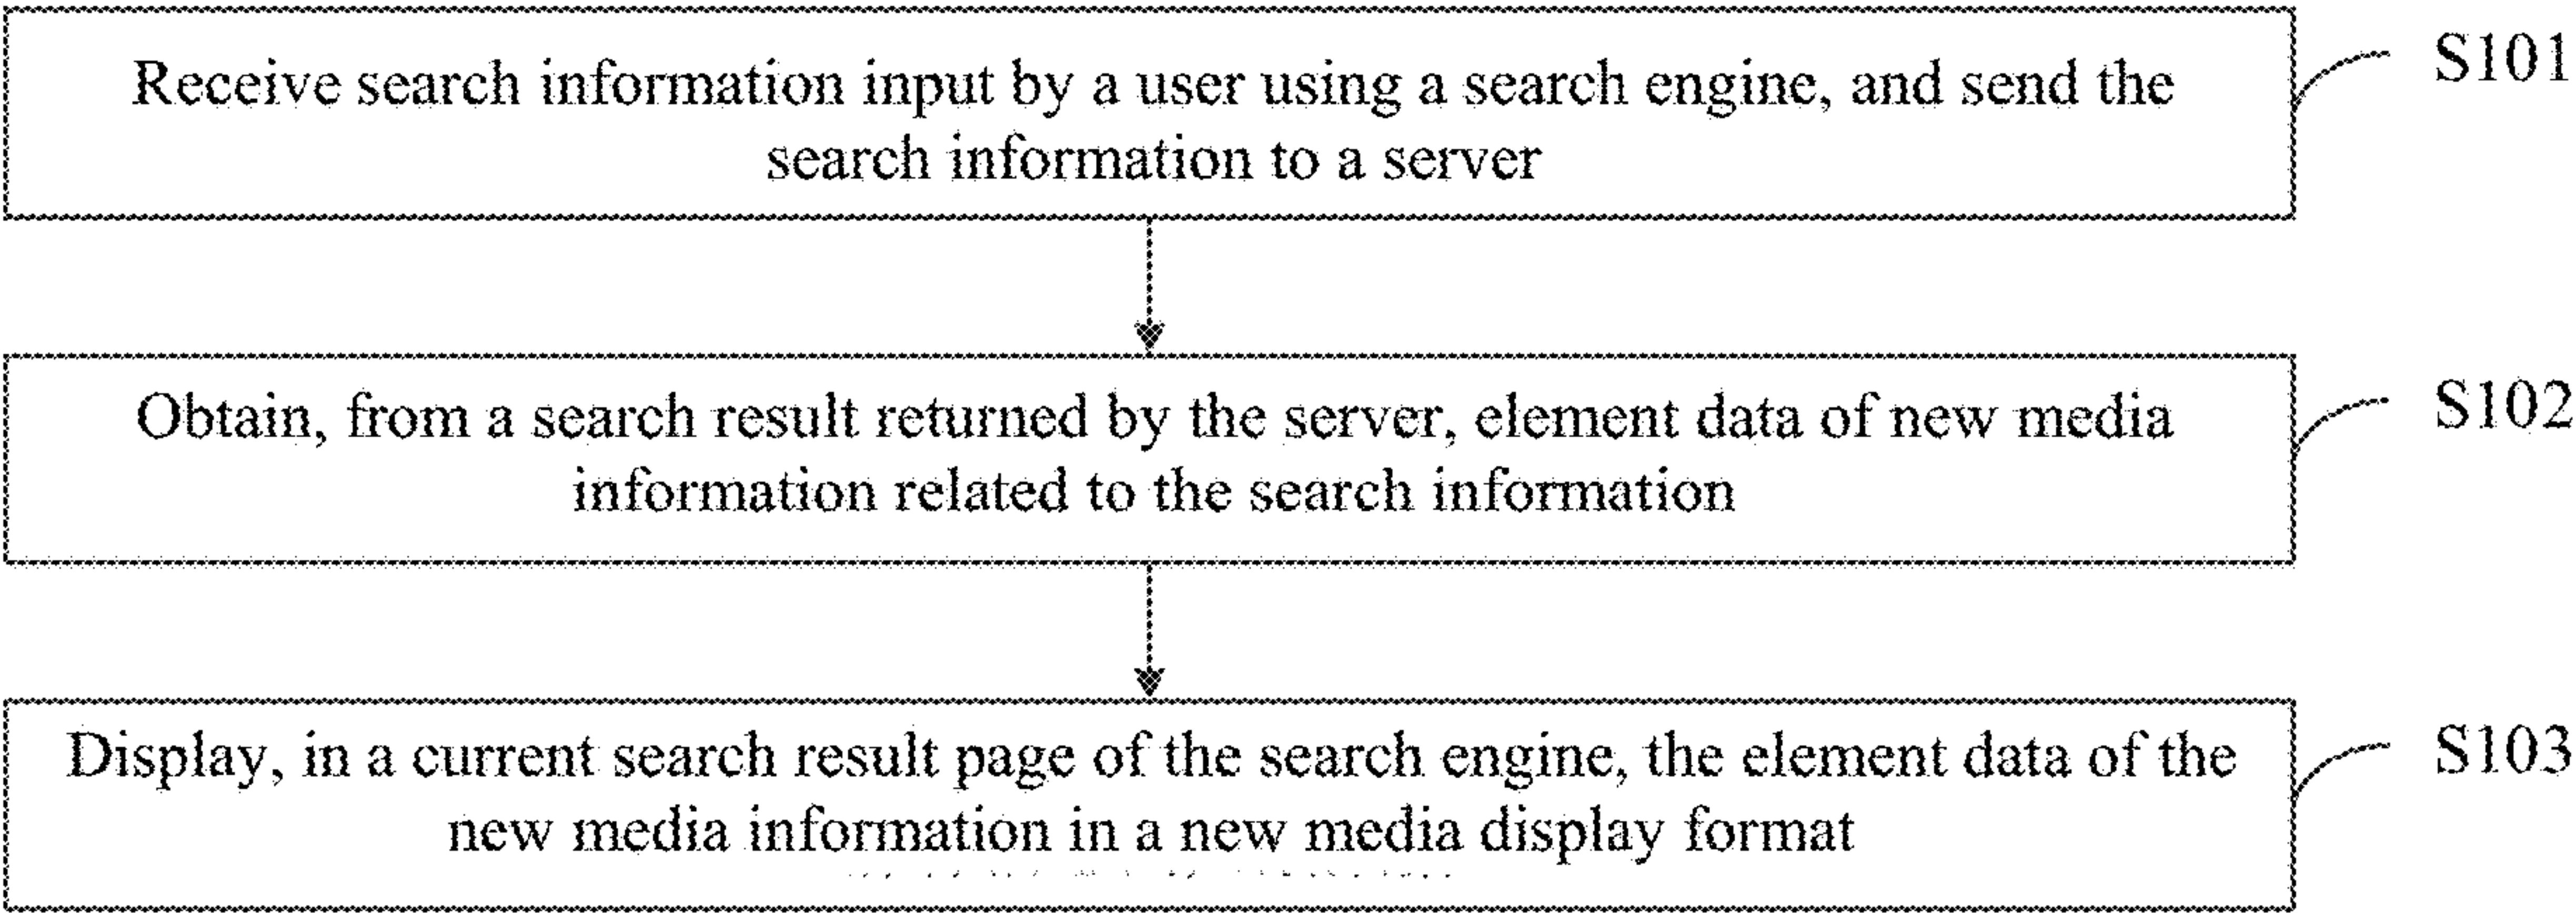 Receive search information input by a user using a search engine, and send the
search information to a server
S101
Obtain, from a search result returned by the server, element data of new media
information related to the search information
S102
Display, in a current search result page of the search engine, the element data of the
new media information in a new media display format
S103